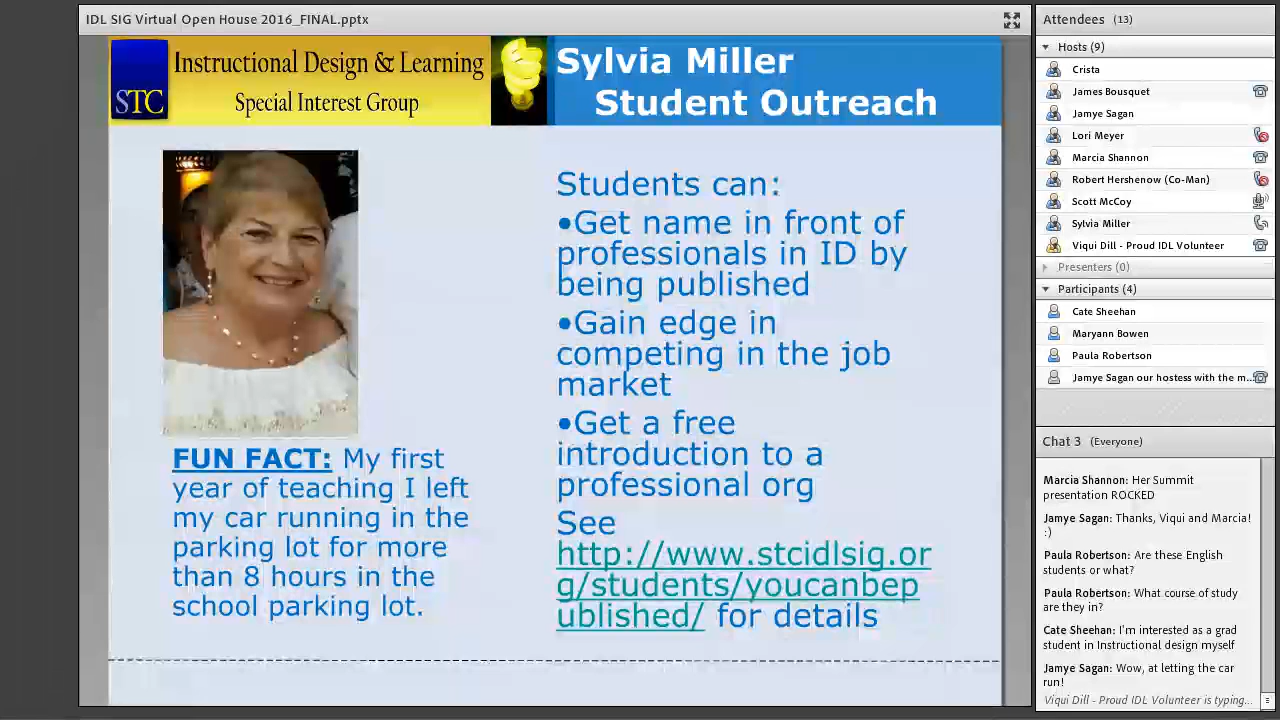 IDL SIG Virtual Open House 2016_FINAL.pptx
STC
Instructional Design & Learning
Special Interest Group
Sylvia Miller
Student Outreach
FUN FACT: My first
year of teaching I left
my car running in the
parking lot for more
than 8 hours in the
school parking lot.
Students can:
•Get name in front of
professionals in ID by
being published
•Gain edge in
competing in the job
market
•Get a free
introduction to a
professional org
See
http://www.stcidlsig.or
g/students/youcanbep
ublished/ for details
Attendees (13)
Hosts (9)
Crista
James Bousquet
Jamye Sagan
Lori Meyer
Marcia Shannon
Robert Hershenow (Co-Man)
Scott McCoy
Sylvia Miller
Viqui Dill - Proud IDL Volunteer
Presenters (0)
Participants (4)
Cate Sheehan
Maryann Bowen
Paula Robertson
Jamye Sagan our hostess with the m...
Chat 3 (Everyone)
Marcia Shannon: Her Summit
presentation ROCKED
Jamye Sagan: Thanks, Viqui and Marcia!
:)
Paula Robertson: Are these English
students or what?
Paula Robertson: What course of study
are they in?
Cate Sheehan: I'm interested as a grad
student in Instructional design myself
Jamye Sagan: Wow, at letting the car
run!
Viqui Dill - Proud IDL Volunteer is typing...